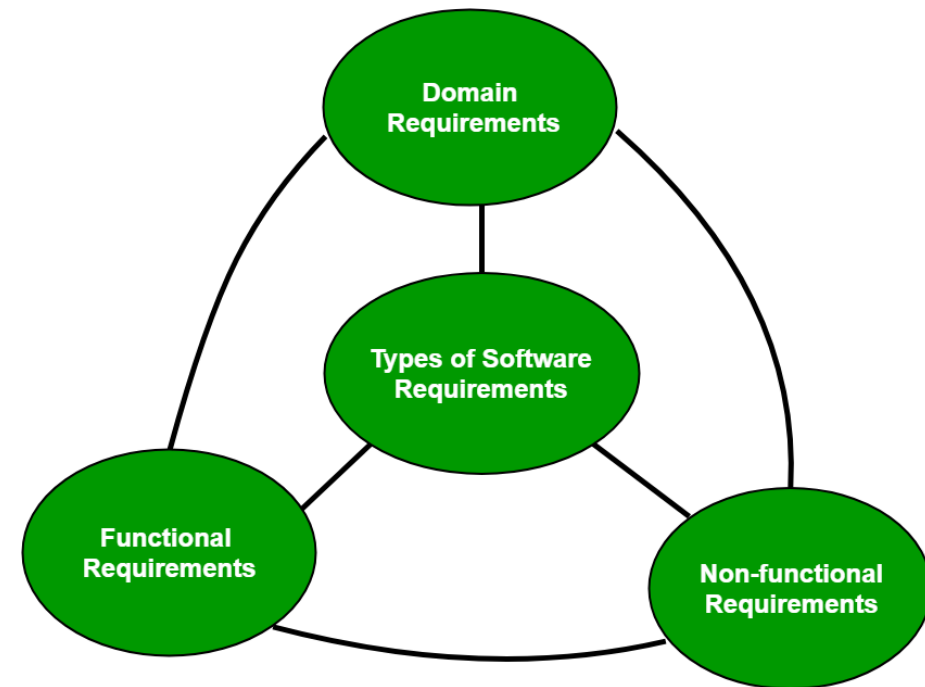 Domain
Requirements
Types of Software
Requirements
Functional
Requirements
Non-functional
Requirements